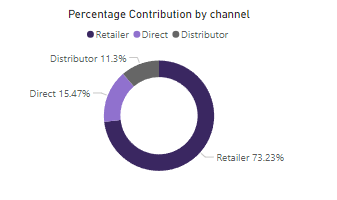 Percentage Contribution by channel
Retailer Direct Distributor
Distributor 11.3%
Direct 15.47%
Retailer 73.23%